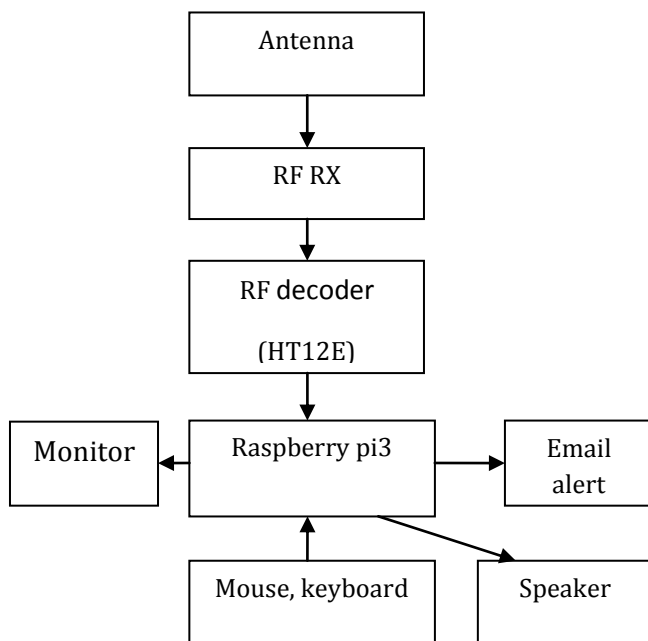 Antenna
RF RX
RF decoder
(HT12E)
Monitor
Raspberry pi3
Email
alert
Mouse, keyboard
Speaker